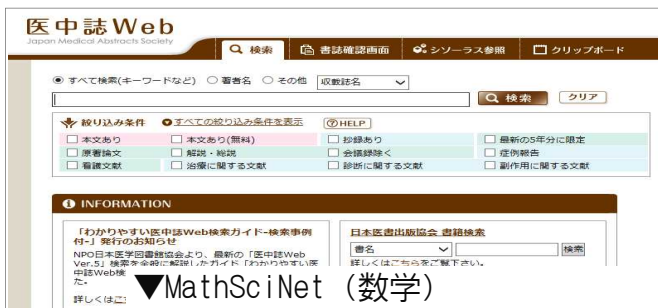 医中誌Web
Japan Medical Abstracts Society
検索 書誌確認画面 シソーラス参照 クリップボード
すべて検索(キーワードなど) 著者名 その他 収載誌名
検索 クリア
絞り込み条件 すべての絞り込み条件を表示 HELP
本文あり 本文あり(無料) 抄録あり 最新の5年分に限定
原著論文 解説・総説 会議録除く 症例報告
看護文献 治療に関する文献 診断に関する文献 副作用に関する文献
INFORMATION
「わかりやすい医中誌Web検索ガイド-検索事例付-」発行のお知らせ
NPO日本医学図書館協会より、最新の「医中誌Web Ver.5」検索を全般に解説したガイド「わかりやすい医中誌Web検
た。
詳しくはこ
日本医書出版協会 書籍検索
書名 検索
詳しくはこちらをご覧下さい。
▼MathSciNet (数学)